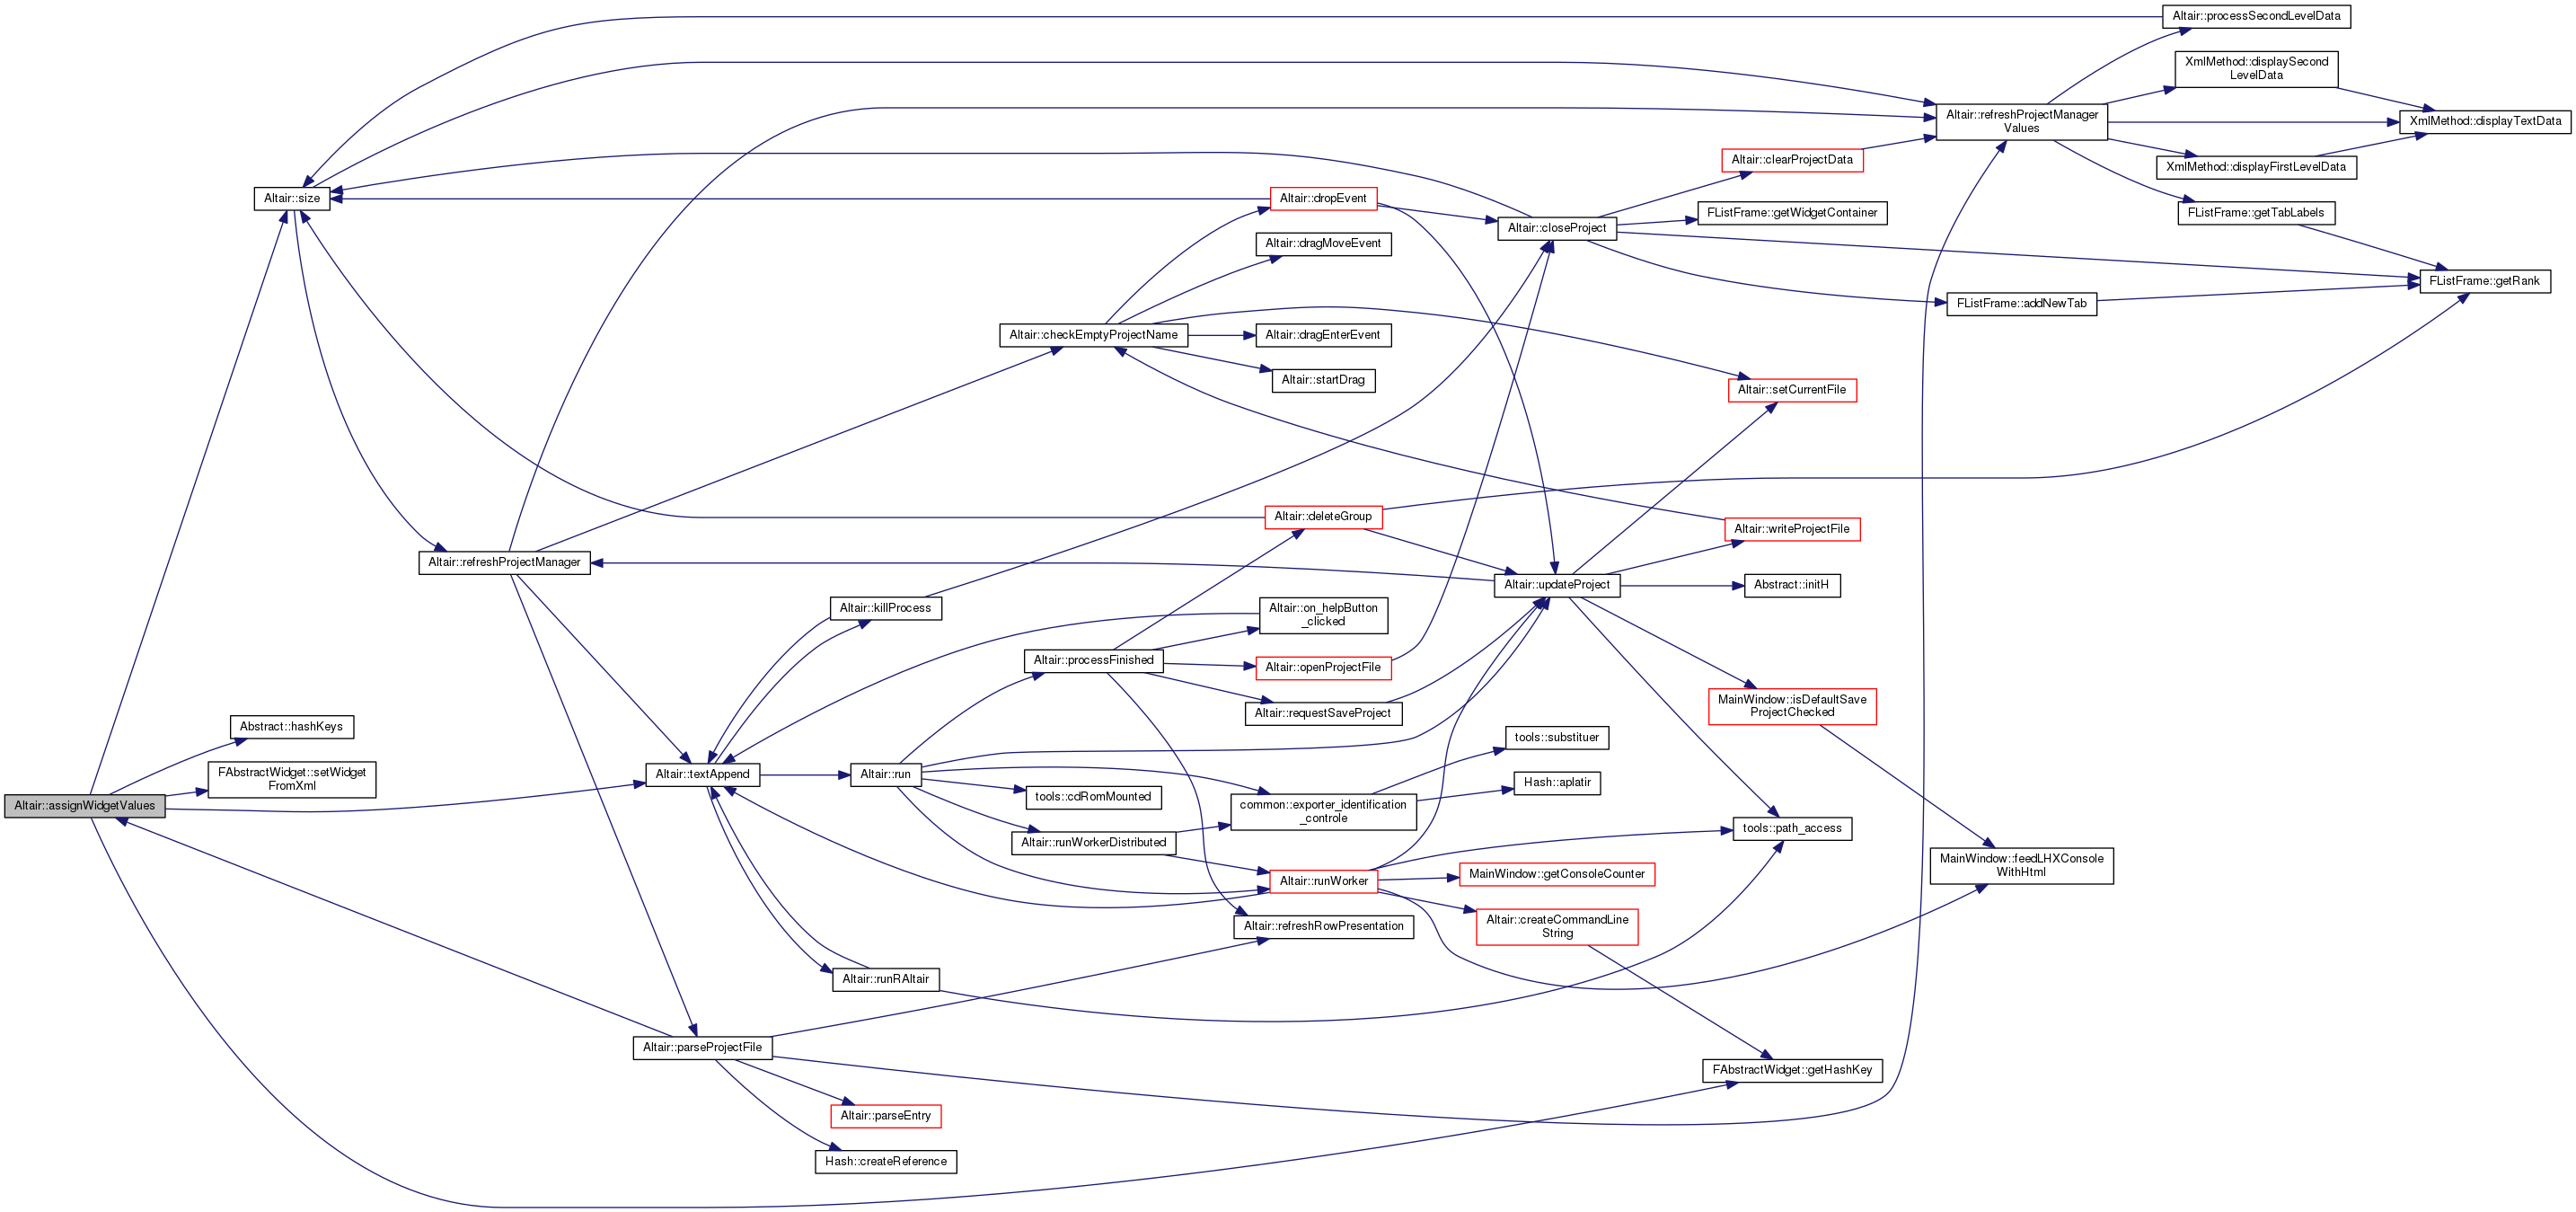 Altair::processSecondLevelData
XmlMethod::displaySecond
LevelData
Altair::refreshProjectManager
Values
XmlMethod::displayTextData
Altair::clearProjectData
XmlMethod::displayFirstLevelData
Altair::size
Altair::dropEvent
FListFrame::getWidgetContainer
FListFrame::getTabLabels
Altair::closeProject
Altair::dragMoveEvent
FListFrame::getRank
FListFrame::addNewTab
Altair::checkEmptyProjectName
Altair::dragEnterEvent
Altair::startDrag
Altair::setCurrentFile
Altair::deleteGroup
Altair::writeProjectFile
Altair::refreshProjectManager
Altair::updateProject
Abstract::initH
Altair::killProcess
Altair::on_helpButton
_clicked
Altair::processFinished
Altair::openProjectFile
Altair::requestSaveProject
MainWindow::isDefaultSave
ProjectChecked
Abstract::hashKeys
tools::substituer
FAbstractWidget::setWidget
FromXml
Altair::textAppend
Altair::run
Hash::aplatir
tools::cdRomMounted
Altair::assignWidgetValues
common::exporter_identification
_controle
tools::path_access
Altair::runWorkerDistributed
MainWindow::feedLHXConsole
WithHtml
Altair::runWorker
MainWindow::getConsoleCounter
Altair::createCommandLine
String
Altair::refreshRowPresentation
Altair::runRAltair
Altair::parseProjectFile
FAbstractWidget::getHashKey
Altair::parseEntry
Hash::createReference